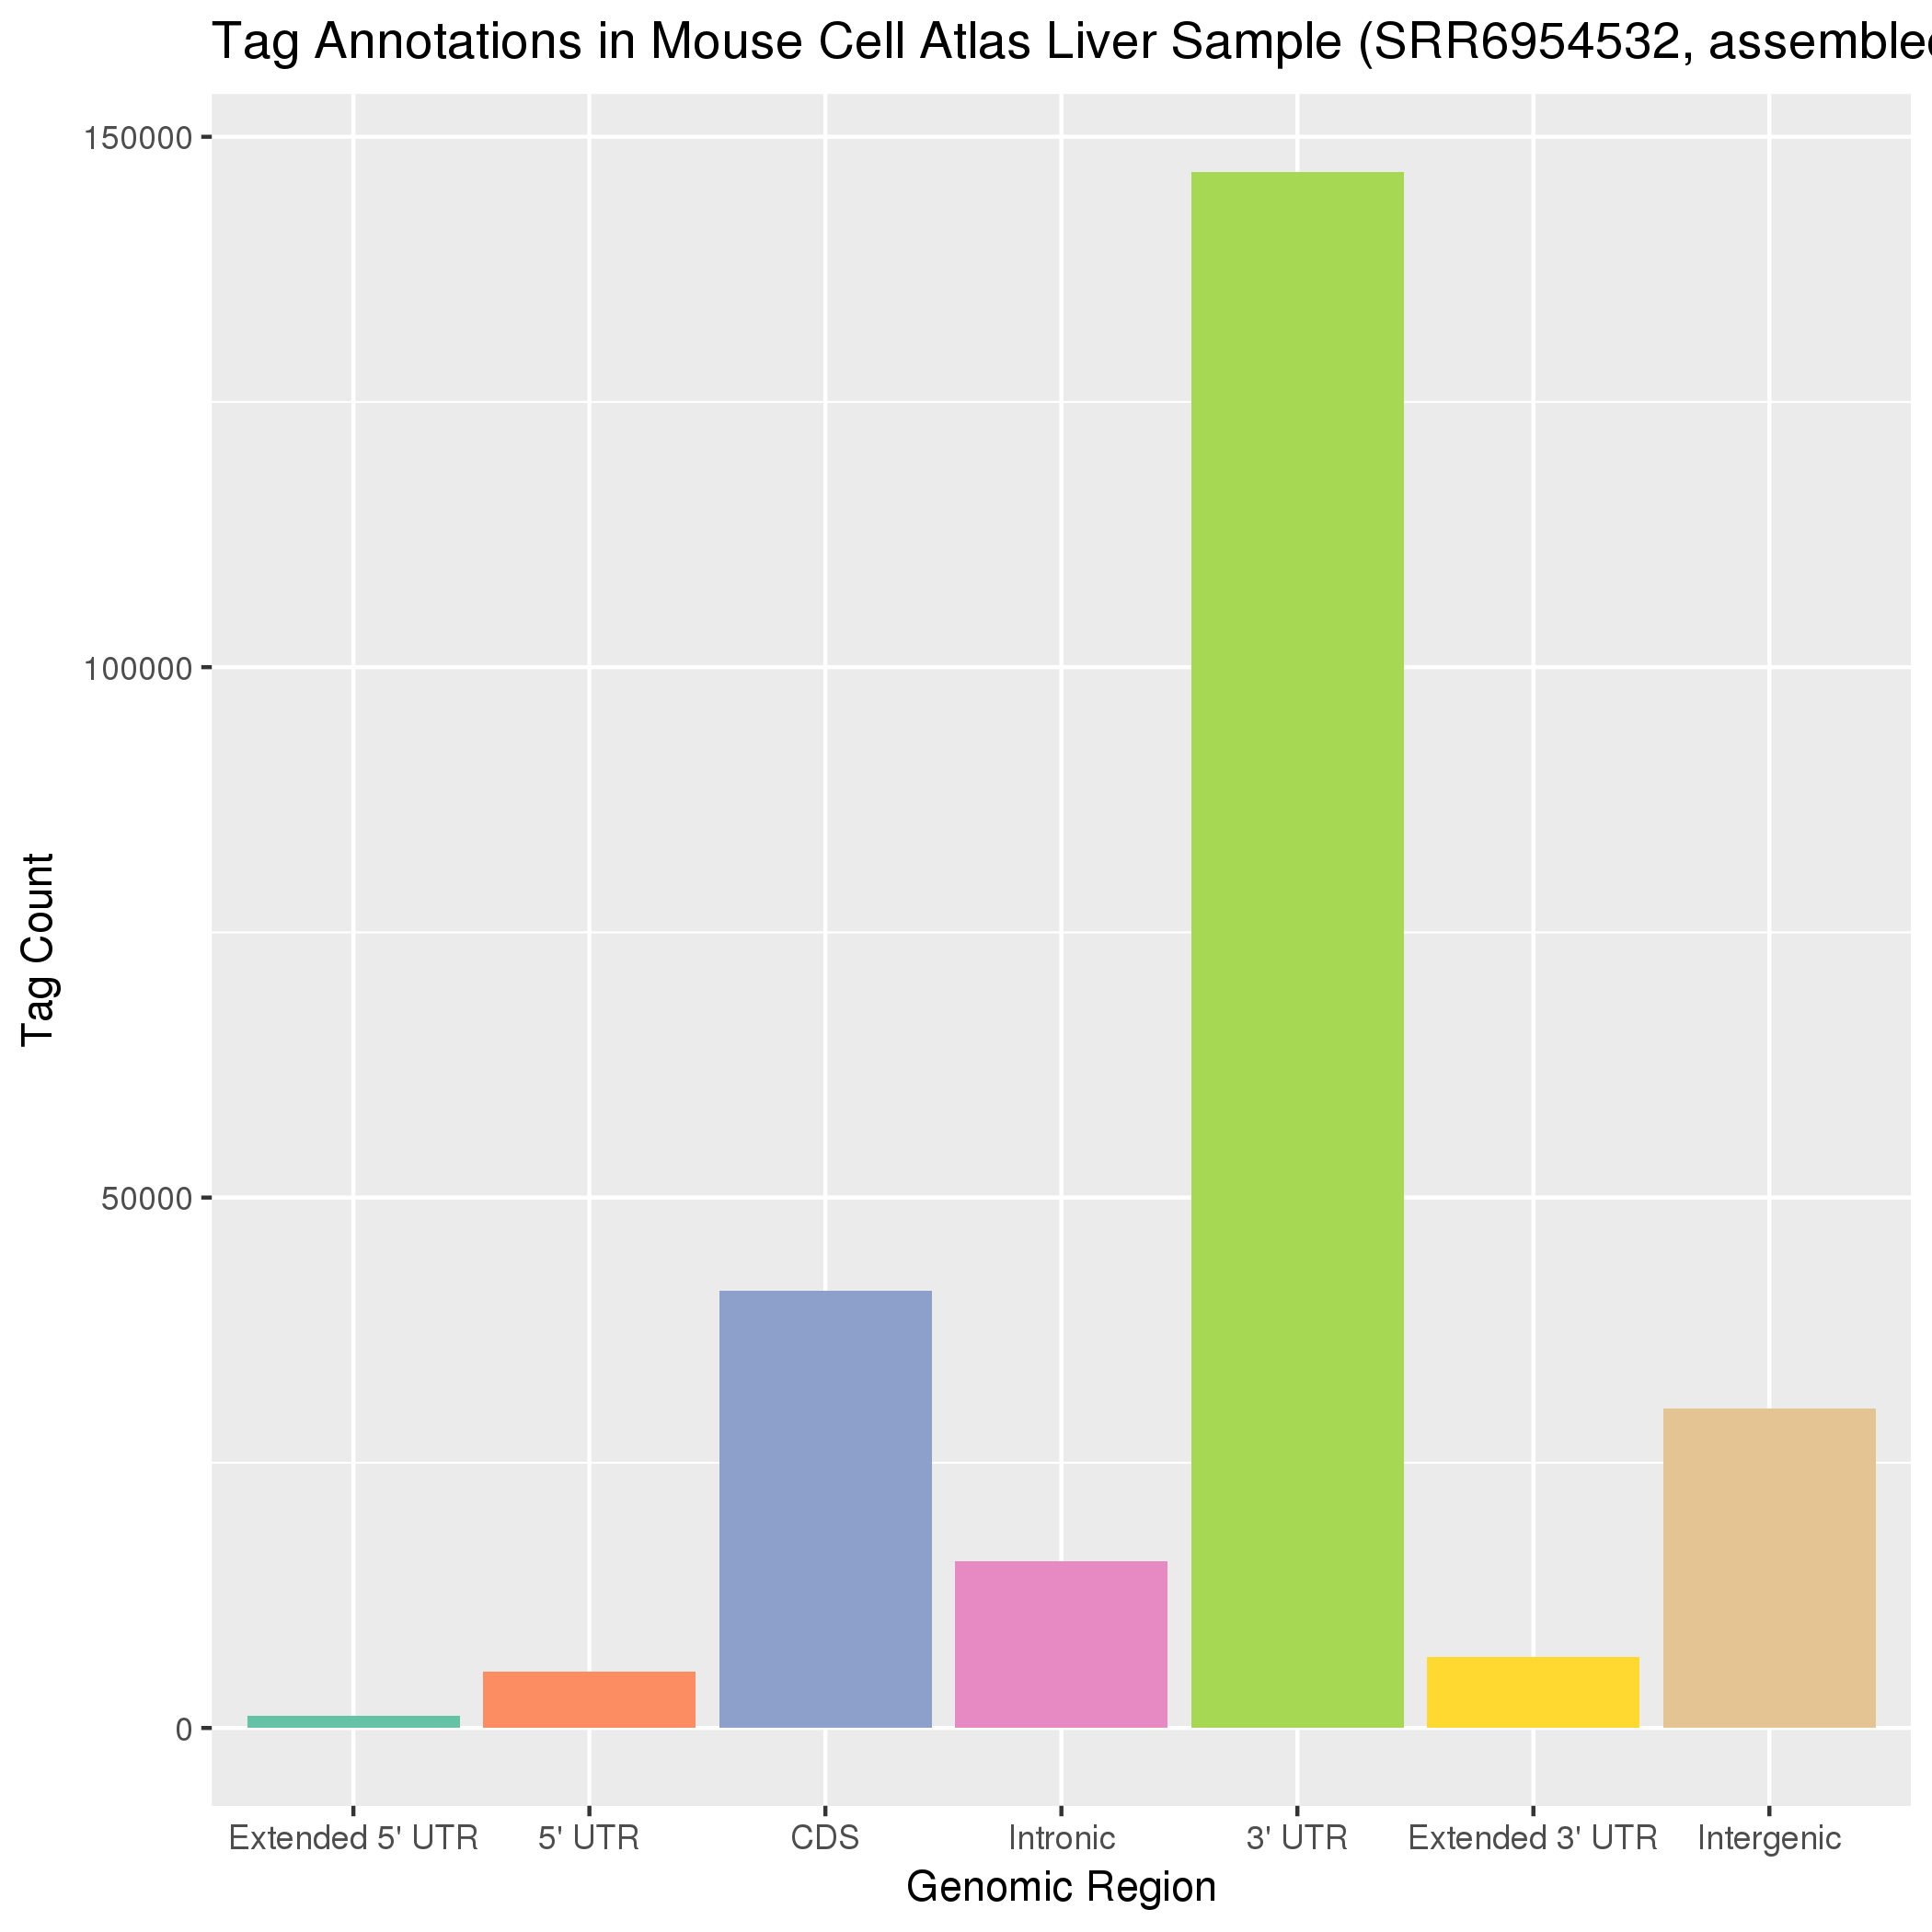 Tag Annotations in Mouse Cell Atlas Liver Sample (SRR6954532, assembled
150000
100000
50000
0
Tag Count
Extended 5' UTR 5' UTR CDS Intronic 3' UTR Extended 3' UTR Intergenic
Genomic Region